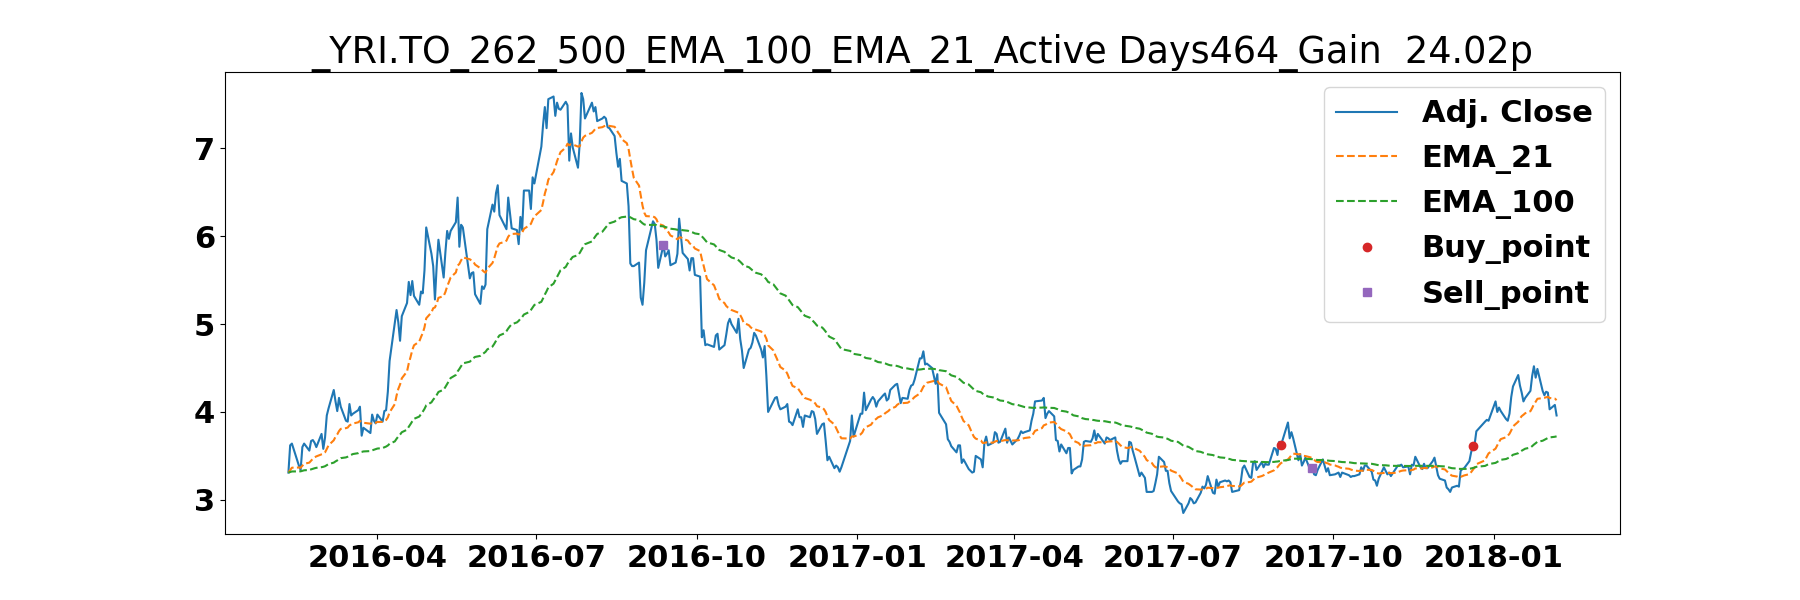 _YRI.TO_262_500_EMA_100_EMA_21_Active Days464_Gain  24.02p
Adj. Close
EMA_21
EMA_100
Buy_point
Sell_point
7
6
5
4
3
2016-04 2016-07 2016-10 2017-01 2017-04 2017-07 2017-10 2018-01